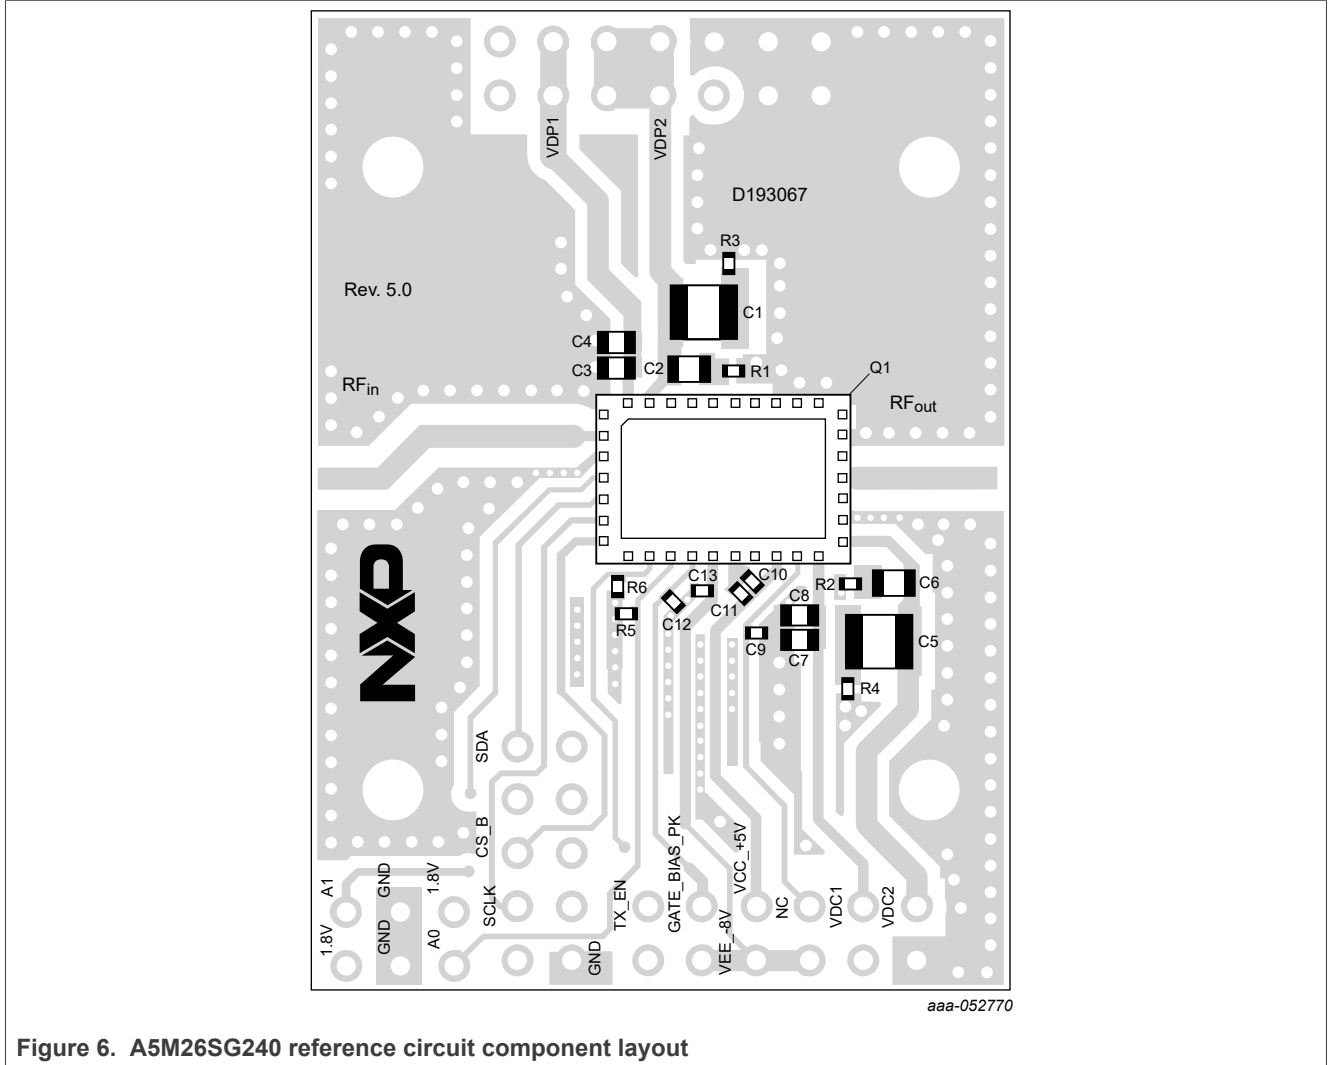 VDP1
VDP2
D193067
R3
Rev. 5.0
C1
C4
C3
C2
R1
Q1
RFin
RFout
NXP
C13
C10
R6
R2
C6
C11
C8
C12
R5
C9
C7
C5
R4
SDA
CS_B
GATE_BIAS_PK
VCC_+5V
A1
GND
1.8V
SCLK
TX_EN
NC
VDC1
VDC2
1.8V
GND
A0
GND
VEE_-8V
aaa-052770
Figure 6. A5M26SG240 reference circuit component layout